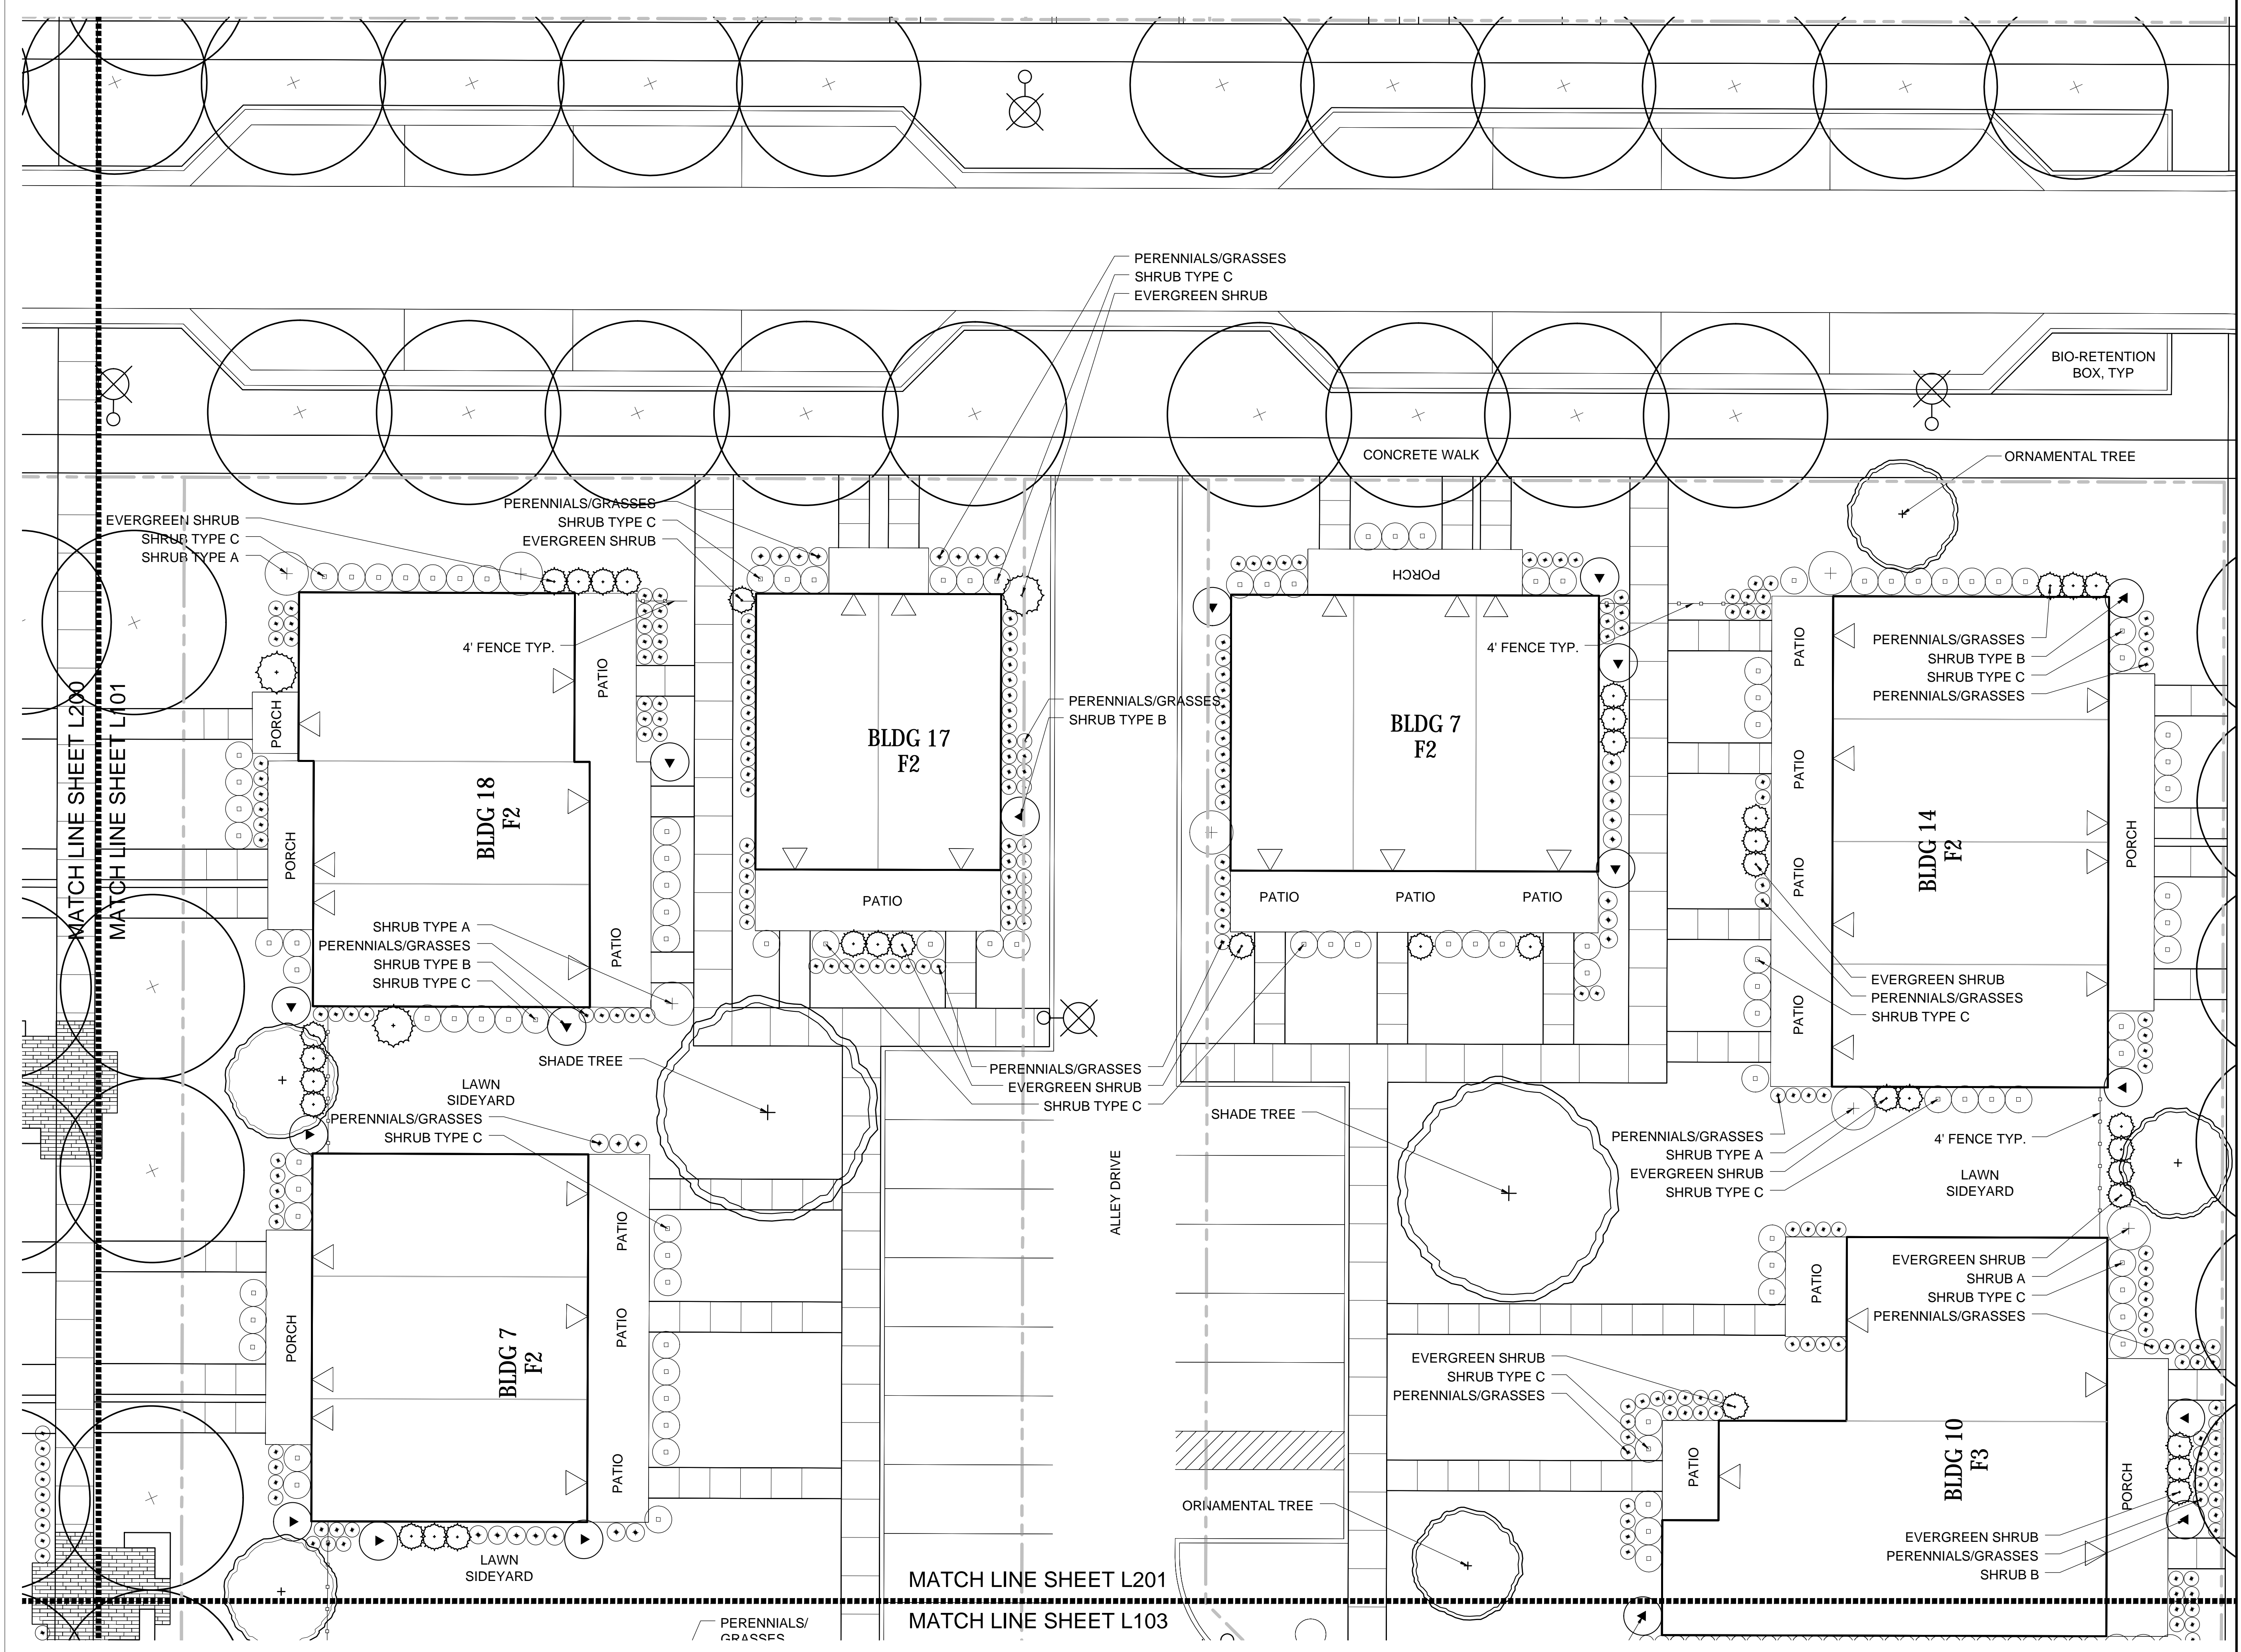 PERENNIALS/GRASSES
SHRUB TYPE C
EVERGREEN SHRUB
BIO-RETENTION
BOX, TYP
CONCRETE WALK
ORNAMENTAL TREE
PERENNIALS/GRASSES
SHRUB TYPE C
EVERGREEN SHRUB
EVERGREEN SHRUB
SHRUB TYPE C
SHRUB TYPE A
PORCH
4' FENCE TYP.
4' FENCE TYP.
PATIO
PATIO
PERENNIALS/GRASSES
SHRUB TYPE B
SHRUB TYPE C
PERENNIALS/GRASSES
MATCH LINE SHEET L200
MATCH LINE SHEET L101
PORCH
PERENNIALS/GRASSES
SHRUB TYPE B
BLDG 17
F2
BLDG 7
F2
PATIO
BLDG 18
F2
PORCH
BLDG 14
F2
PORCH
PATIO
PATIO
PATIO
PATIO
PATIO
SHRUB TYPE A
PERENNIALS/GRASSES
SHRUB TYPE B
SHRUB TYPE C
PATIO
EVERGREEN SHRUB
PERENNIALS/GRASSES
SHRUB TYPE C
PATIO
SHADE TREE
PERENNIALS/GRASSES
EVERGREEN SHRUB
SHRUB TYPE C
LAWN
SIDEYARD
PERENNIALS/GRASSES
SHRUB TYPE C
SHADE TREE
PERENNIALS/GRASSES
SHRUB TYPE A
EVERGREEN SHRUB
SHRUB TYPE C
4' FENCE TYP.
LAWN
SIDEYARD
ALLEY DRIVE
PATIO
EVERGREEN SHRUB
SHRUB A
SHRUB TYPE C
PERENNIALS/GRASSES
PATIO
PORCH
PATIO
BLDG 7
F2
EVERGREEN SHRUB
SHRUB TYPE C
PERENNIALS/GRASSES
BLDG 10
F3
PATIO
PATIO
PORCH
ORNAMENTAL TREE
EVERGREEN SHRUB
PERENNIALS/GRASSES
SHRUB B
LAWN
SIDEYARD
MATCH LINE SHEET L201
MATCH LINE SHEET L103
PERENNIALS/
GRASSES